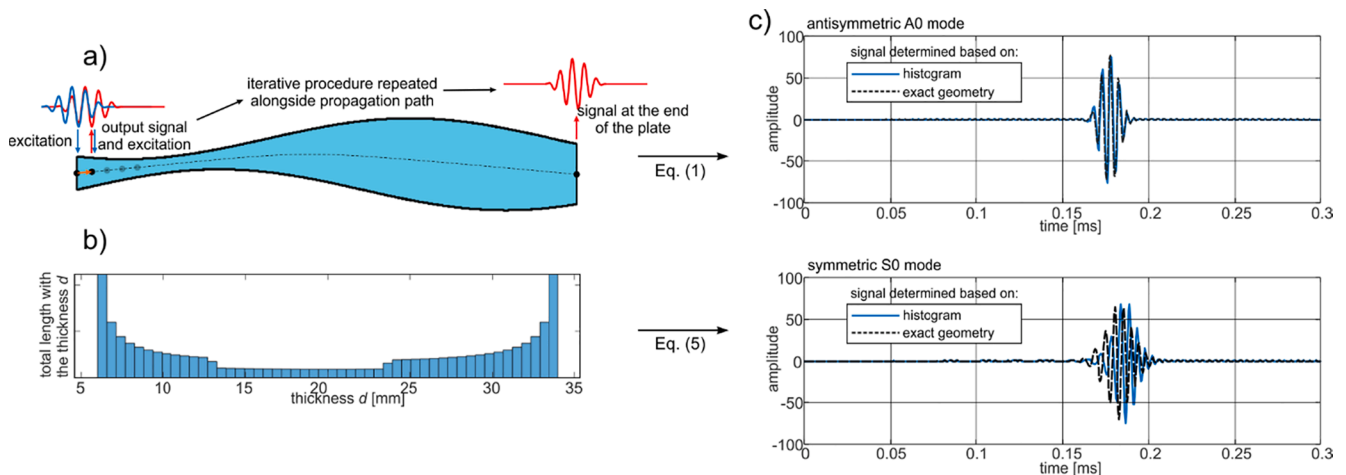 a)
iterative procedure repeated
alongside propagation path
excitation
output signal
and excitation
signal at the end
of the plate
Eq. (1)
b)
total length with
the thickness d
5 10 15 20 25 30 35
thickness d [mm]
Eq. (5)
c)
antisymmetric A0 mode
signal determined based on:
histcgram
exact geometry
amplitude
100
50
0
-50
-100
0 0.05 0.1 0.15 0.2 0.25 0.3
time [ms]
symmetric S0 mode
signal determined based on:
histcgram
exact geometry
amplitude
100
50
0
-50
-100
0 0.05 0.1 0.15 0.2 0.25 0.3
time [ms]